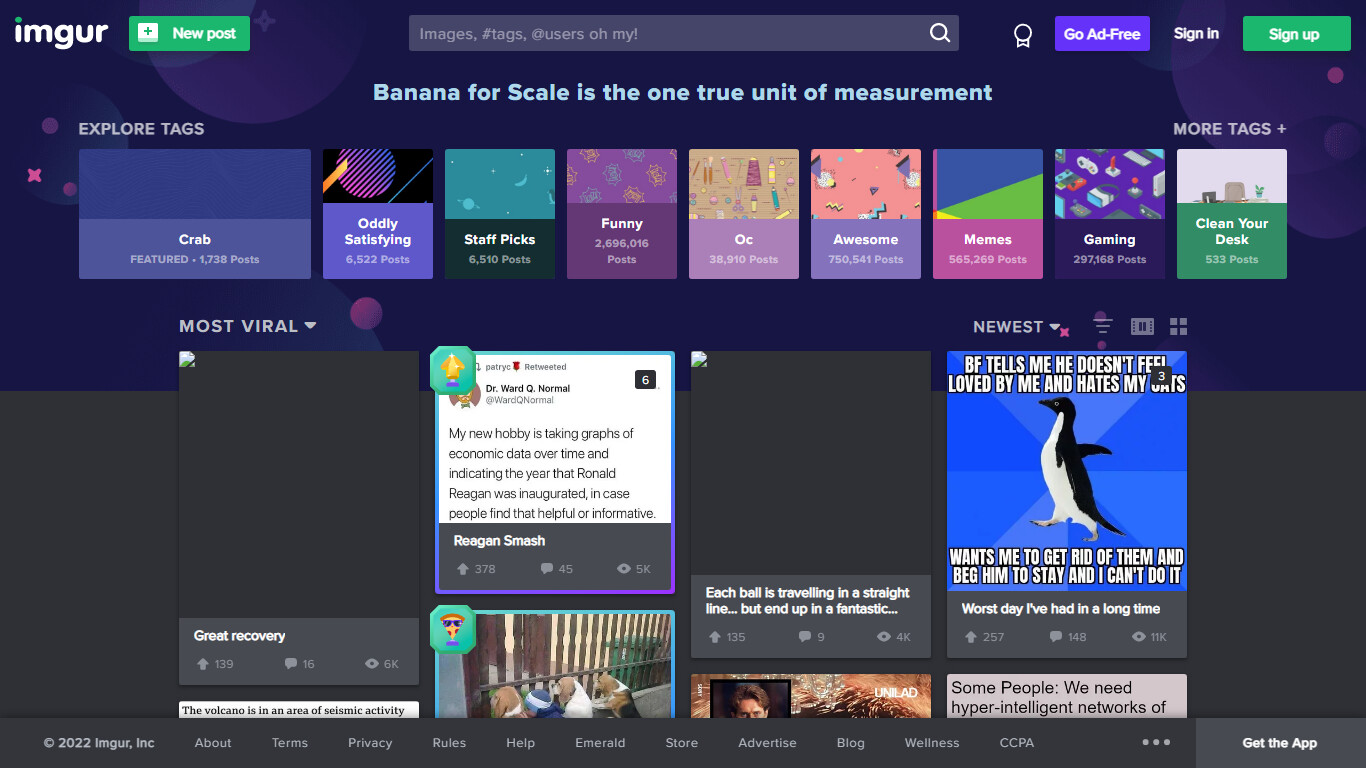 imgur
New post
Images, #tags, @users oh my!
Go Ad-Free
Sign in
Sign up
Banana for Scale is the one true unit of measurement
EXPLORE TAGS
MORE TAGS +
Crab
FEATURED • 1,738 Posts
Oddly
Satisfying
6,522 Posts
Staff Picks
6,510 Posts
Funny
2,696,016
Posts
Oc
38,910 Posts
Awesome
750,541 Posts
Memes
565,269 Posts
Gaming
297,168 Posts
Clean Your
Desk
533 Posts
MOST VIRAL
NEWEST
Great recovery
139 16 6K
The volcano is in an area of seismic activity
patryc Retweeted
6
Dr. Ward Q. Normal
@WardQNormal
My new hobby is taking graphs of
economic data over time and
indicating the year that Ronald
Reagan was inaugurated, in case
people find that helpful or informative.
Reagan Smash
378 45 5K
Each ball is travelling in a straight
line... but end up in a fantastic...
135 9 4K
UNILAD
BF TELLS ME HE DOESN'T FEEL
LOVED BY ME AND HATES MY CATS
3
WANTS ME TO GET RID OF THEM AND
BEG HIM TO STAY AND I CAN'T DO IT
Worst day I've had in a long time
257 148 11K
Some People: We need
hyper-intelligent networks of
© 2022 Imgur, Inc
About
Terms
Privacy
Rules
Help
Emerald
Store
Advertise
Blog
Wellness
CCPA
Get the App